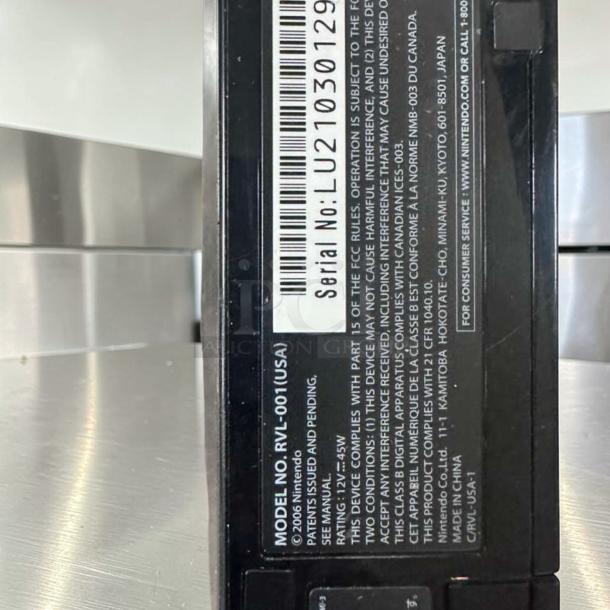 Serial No: LU21030129
MODEL NO. RVL-001(USA)
© 2006 Nintendo
PATENTS ISSUED AND PENDING,
SEE MANUAL.
RATING : 12V⎓45W
THIS DEVICE COMPLIES WITH PART 15 OF THE FCC RULES. OPERATION IS SUBJECT TO THE FO
TWO CONDITIONS: (1) THIS DEVICE MAY NOT CAUSE HARMFUL INTERFERENCE, AND (2) THIS DEV
ACCEPT ANY INTERFERENCE RECEIVED, INCLUDING INTERFERENCE THAT MAY CAUSE UNDESIRED O
THIS CLASS B DIGITAL APPARATUS COMPLIES WITH CANADIAN ICES-003.
CET APPAREIL NUMÉRIQUE DE LA CLASSE B EST CONFORME À LA NORME NMB-003 DU CANADA.
THIS PRODUCT COMPLIES WITH 21 CFR 1040.10.
Nintendo Co.,Ltd. 11-1 KAMITOBA HOKOTATE-CHO, MINAMI-KU, KYOTO, 601-8501, JAPAN
MADE IN CHINA
C/RVL-USA-1
FOR CONSUMER SERVICE : WWW.NINTENDO.COM OR CALL 1-800
PCI
AUCTION GR